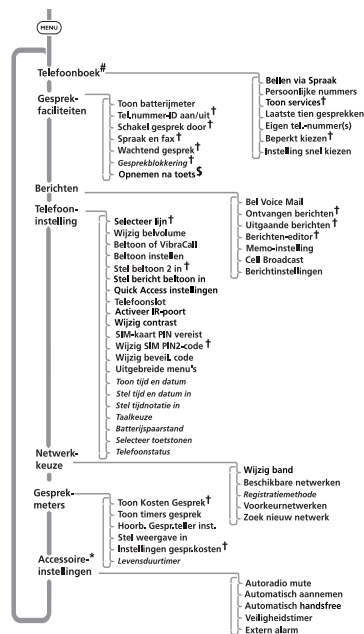 MENU
Telefoonboek#
Bellen via Spraak
Persoonlijke nummers
Toon services†
Laatste tien gesprekken
Eigen tel.-nummer(s)
Beperkt kiezen†
Instelling snel kiezen
Gesprek-
faciliteiten
Toon batterijmeter
Tel.nummer-ID aan/uit†
Schakel gesprek door†
Spraak en fax†
Wachtend gesprek†
Gesprekblokkering†
Opnemen na toets$
Berichten
Bel Voice Mail
Ontvangen berichten†
Uitgaande berichten†
Berichten-editor†
Memo-instelling
Cell Broadcast
Berichtinstellingen
Telefoon-
instelling
Selecteer lijn†
Wijzig belvolume
Beltoon of VibraCall
Beltoon instellen
Stel beltoon 2 in†
Stel bericht beltoon in
Quick Access instellingen
Telefoonslot
Activeer IR-poort
Wijzig contrast
SIM-kaart PIN vereist
Wijzig SIM PIN2-code†
Wijzig beveil. code
Uitgebreide menu's
Toon tijd en datum
Stel tijd en datum in
Stel tijdnotatie in
Taalkeuze
Batterijspaarstand
Selecteer toetstonen
Telefoonstatus
Netwerk-
keuze
Wijzig band
Beschikbare netwerken
Registratiemethode
Voorkeurnetwerken
Zoek nieuw netwerk
Gesprek-
meters
Toon Kosten Gesprek†
Toon timers gesprek
Hoorb. Gespr.teller inst.
Stel weergave in
Instellingen gespr.kosten†
Levensduurtimer
Accessoire-*
instellingen
Autoradio mute
Automatisch aannemen
Automatisch handsfree
Veiligheidstimer
Extern alarm